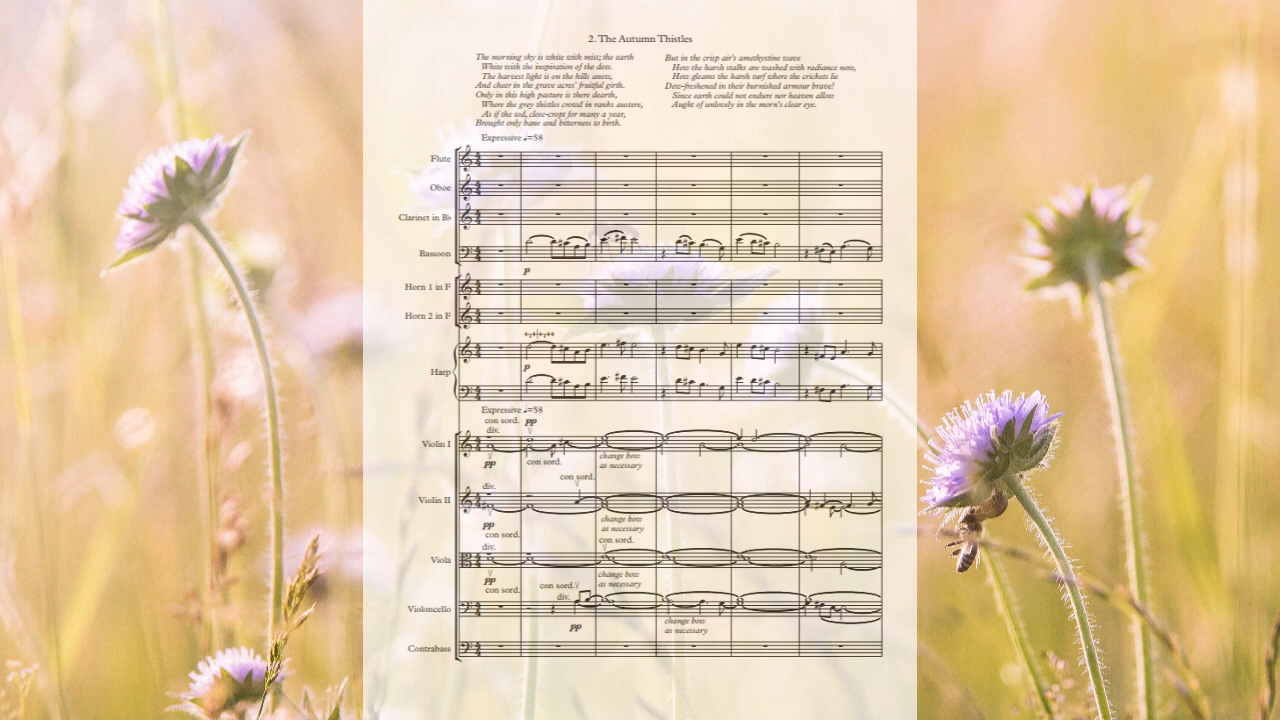 2. The Autumn Thistles
The morning sky is white with mist; the earth
White with the inspiration of the dew.
The harvest light is on the hills anew,
And cheer in the grave acres' fruitful girth.
Only in this high pasture is there dearth,
Where the grey thistles crowd in ranks austere,
As if the sod, close-cropt for many a year,
Brought only bane and bitterness to birth.
But in the crisp air's amethystine wave
How the harsh stalks are washed with radiance now,
How gleams the harsh turf where the crickets lie
Dew-freshened in their burnished armour brave!
Since earth could not endure nor heaven allow
Aught of unlovely in the morn's clear eye.
Expressive ♩=58
Flute
Oboe
Clarinet in B♭
Bassoon
p
Horn 1 in F
Horn 2 in F
Harp
p
Expressive ♩=58
con sord. pp
div.
Violin I
pp
con sord.
change bow
as necessary
con sord.
div.
Violin II
pp
con sord.
change bow
as necessary
con sord.
div.
Viola
pp
con sord.
change bow
as necessary
con sord.
div.
Violoncello
pp
change bow
as necessary
Contrabass